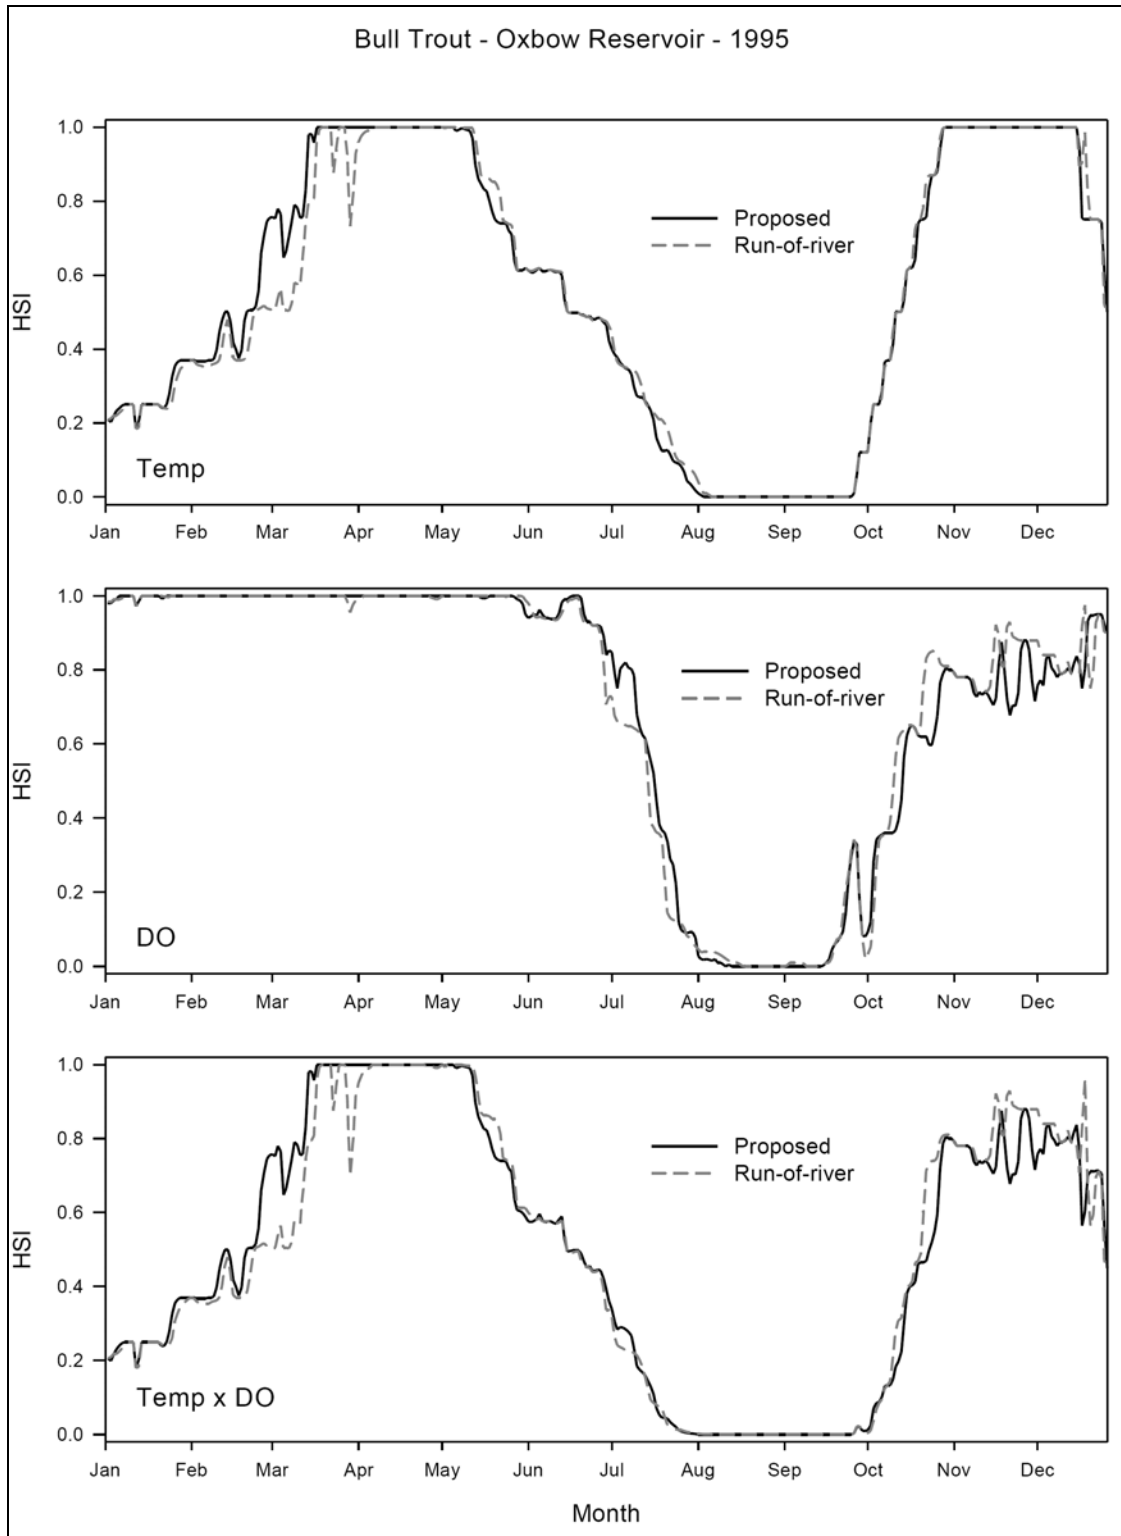 Bull Trout - Oxbow Reservoir - 1995
1.0
0.8
0.6
0.4
0.2
0.0
HSI
Proposed
Run-of-river
Temp
Jan Feb Mar Apr May Jun Jul Aug Sep Oct Nov Dec
1.0
0.8
0.6
0.4
0.2
0.0
HSI
Proposed
Run-of-river
DO
Jan Feb Mar Apr May Jun Jul Aug Sep Oct Nov Dec
1.0
0.8
0.6
0.4
0.2
0.0
HSI
Proposed
Run-of-river
Temp x DO
Jan Feb Mar Apr May Jun Jul Aug Sep Oct Nov Dec
Month